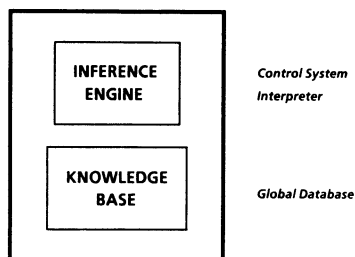 INFERENCE
ENGINE
Control System
Interpreter
KNOWLEDGE
BASE
Global Database